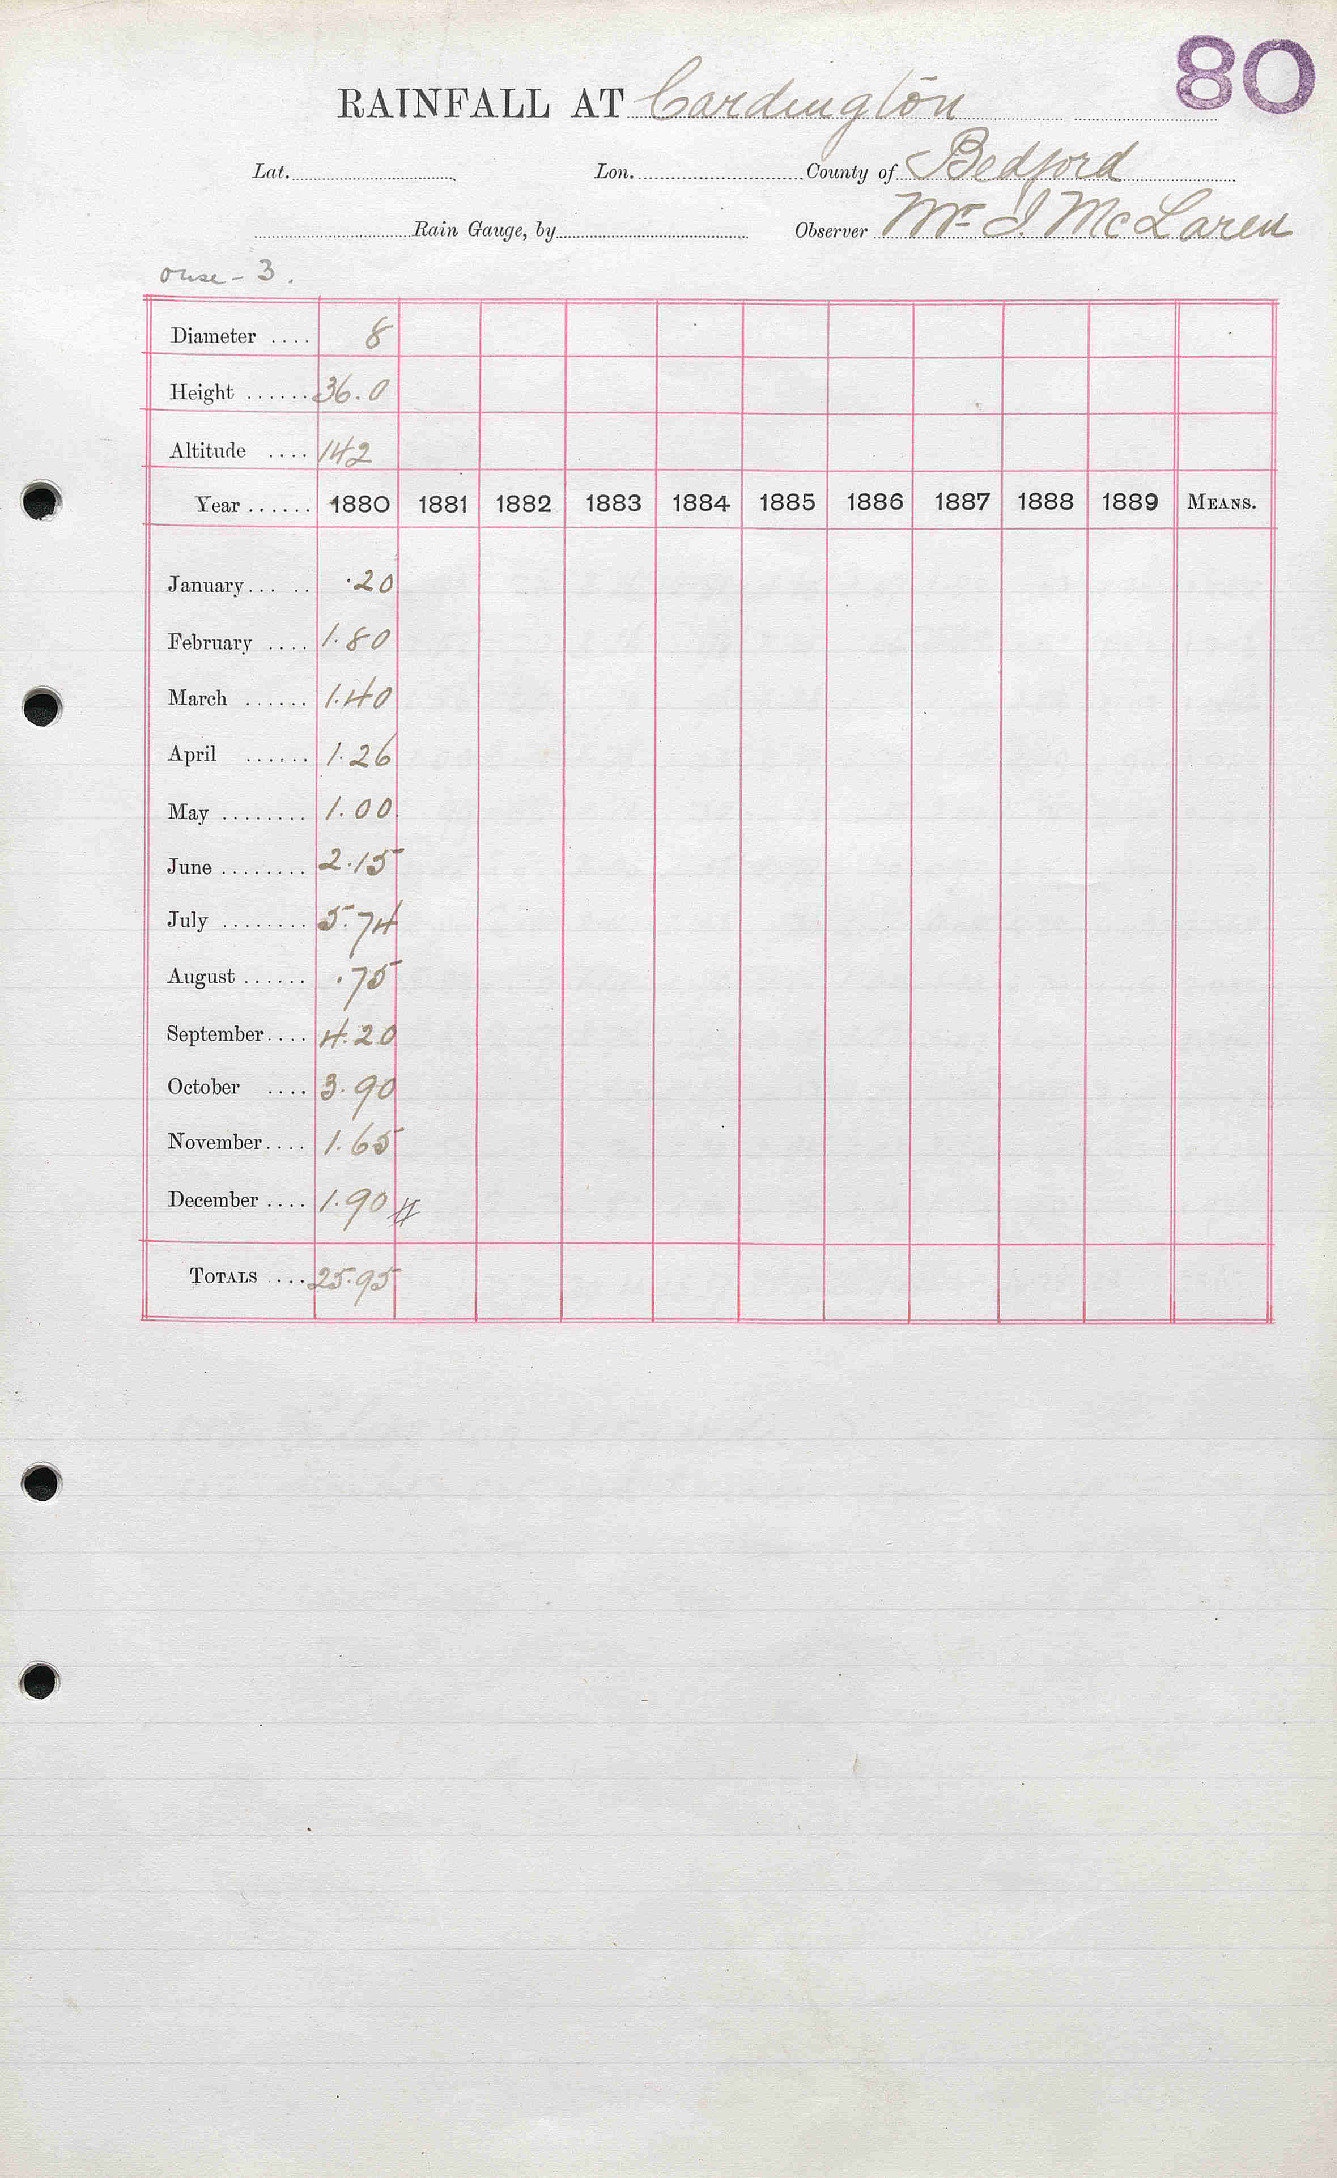 80
RAINFALL AT Cardington
Lat. Lon. County of Bedford
Rain Gauge, by Observer Mr J. McLaren
Ouse - 3.
Diameter .... 8
Height ...... 36.0
Altitude .... 142
Year ...... 1880 1881 1882 1883 1884 1885 1886 1887 1888 1889 MEANS.
January ... .. .20
February .... 1.80
March ...... 1.40
April ...... 1.26
May ........ 1.00
June ........ 2.15
July ........ 5.74
August ...... .75
September .... 4.20
October .... 3.90
November .... 1.65
December .... 1.90 //
TOTALS .... 25.95